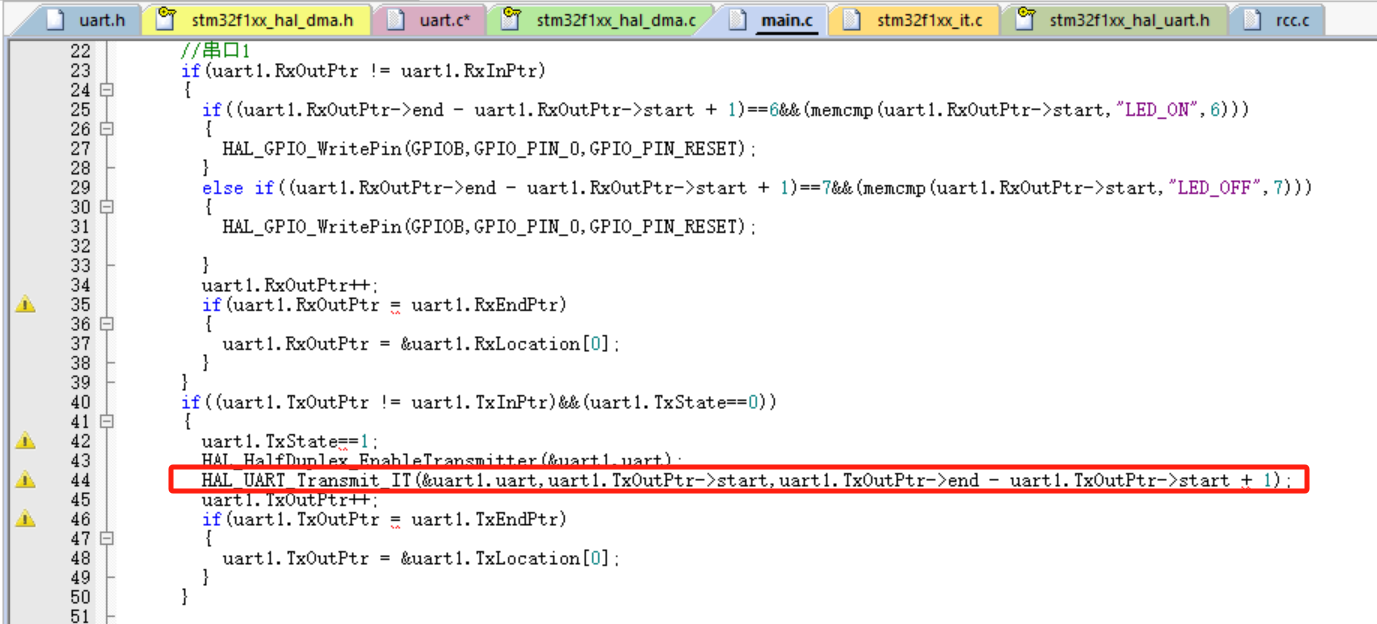 uart.h stm32f1xx_hal_dma.h uart.c* stm32f1xx_hal_dma.c main.c stm32f1xx_it.c stm32f1xx_hal_uart.h rcc.c
22 //串口1
23 if(uart1.RxOutPtr != uart1.RxInPtr)
24 {
25 if((uart1.RxOutPtr->end - uart1.RxOutPtr->start + 1)==6&&(memcmp(uart1.RxOutPtr->start,"LED_ON",6)))
26 {
27 HAL_GPIO_WritePin(GPIOB,GPIO_PIN_0,GPIO_PIN_RESET);
28 }
29 else if((uart1.RxOutPtr->end - uart1.RxOutPtr->start + 1)==7&&(memcmp(uart1.RxOutPtr->start,"LED_OFF",7)))
30 {
31 HAL_GPIO_WritePin(GPIOB,GPIO_PIN_0,GPIO_PIN_RESET);
32
33 }
34 uart1.RxOutPtr++;
35 if(uart1.RxOutPtr = uart1.RxEndPtr)
36 {
37 uart1.RxOutPtr = &uart1.RxLocation[0];
38 }
39 }
40 if((uart1.TxOutPtr != uart1.TxInPtr)&&(uart1.TxState==0))
41 {
42 uart1.TxState==1;
43 HAL_HalfDuplex_EnableTransmitter(&uart1.uart);
44 HAL_UART_Transmit_IT(&uart1.uart,uart1.TxOutPtr->start,uart1.TxOutPtr->end - uart1.TxOutPtr->start + 1);
45 uart1.TxOutPtr++;
46 if(uart1.TxOutPtr = uart1.TxEndPtr)
47 {
48 uart1.TxOutPtr = &uart1.TxLocation[0];
49 }
50 }
51